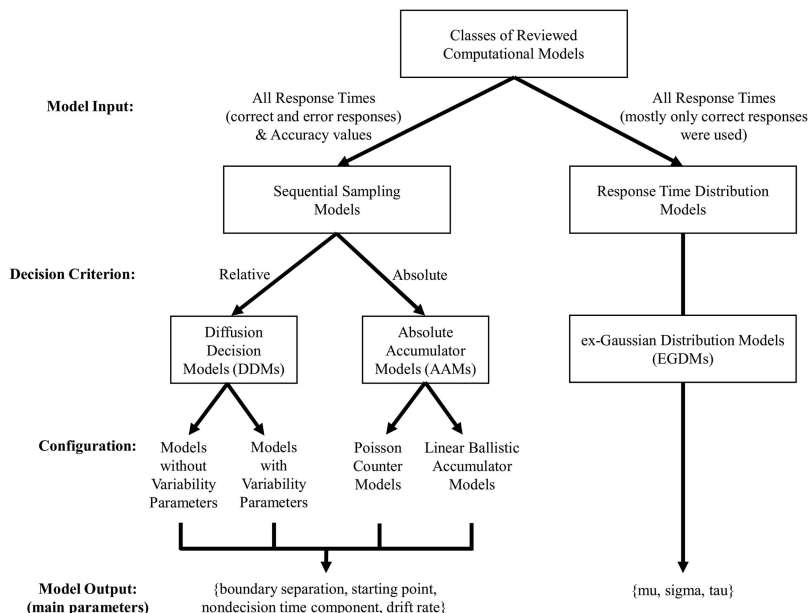 Classes of Reviewed
Computational Models
Model Input:
All Response Times
(correct and error responses)
& Accuracy values
All Response Times
(mostly only correct responses
were used)
Sequential Sampling
Models
Response Time Distribution
Models
Decision Criterion:
Relative
Absolute
Diffusion
Decision
Models (DDMs)
Absolute
Accumulator
Models (AAMs)
ex-Gaussian Distribution Models
(EGDMs)
Configuration:
Models
without
Variability
Parameters
Models
with
Variability
Parameters
Poisson
Counter
Models
Linear Ballistic
Accumulator
Models
Model Output:
(main parameters)
{boundary separation, starting point,
nondecision time component, drift rate}
{mu, sigma, tau}